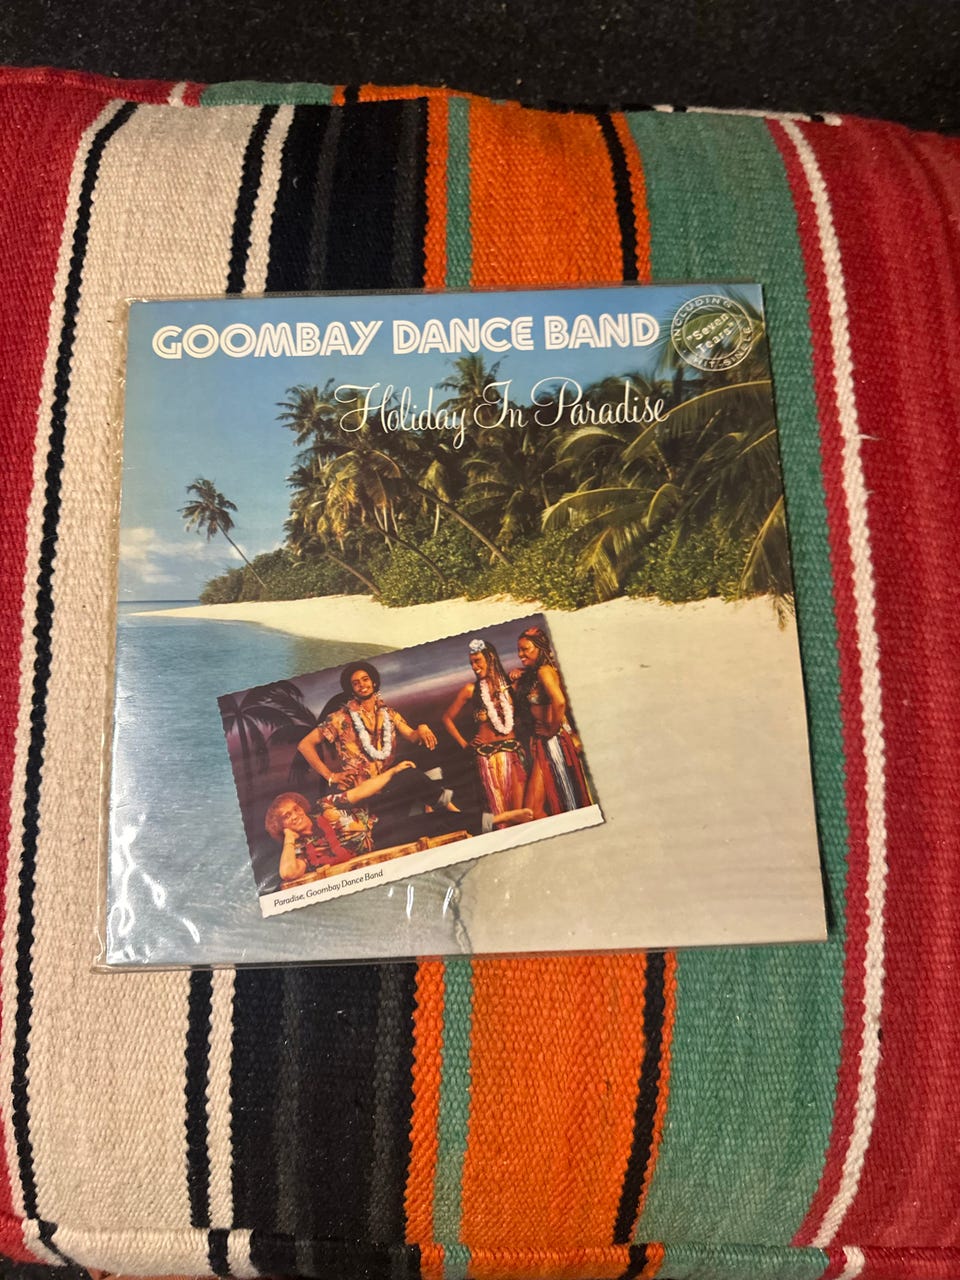 GOOMBAY DANCE BAND
INCLUDING
"Seven
Tears"
HIT-SINGLE
Holiday In Paradise
Paradise, Goombay Dance Band